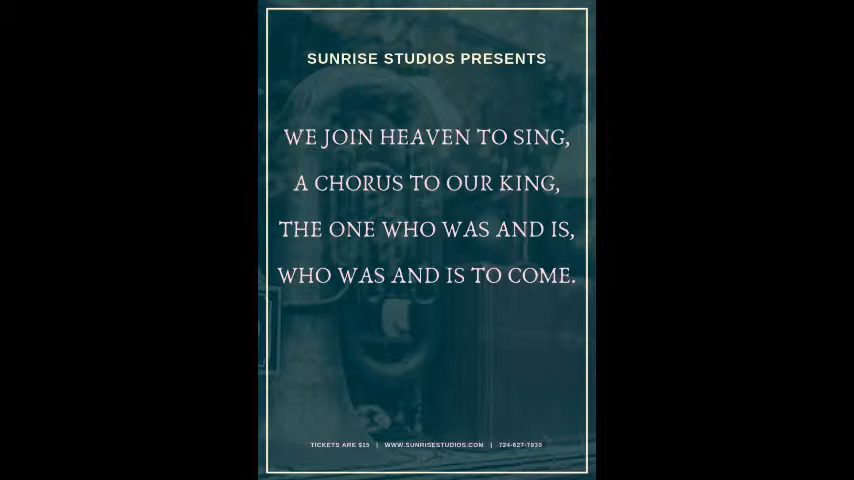 SUNRISE STUDIOS PRESENTS
WE JOIN HEAVEN TO SING,
A CHORUS TO OUR KING,
THE ONE WHO WAS AND IS,
WHO WAS AND IS TO COME.
TICKETS ARE $15 | WWW.SUNRISESTUDIOS.COM | 724-627-7830